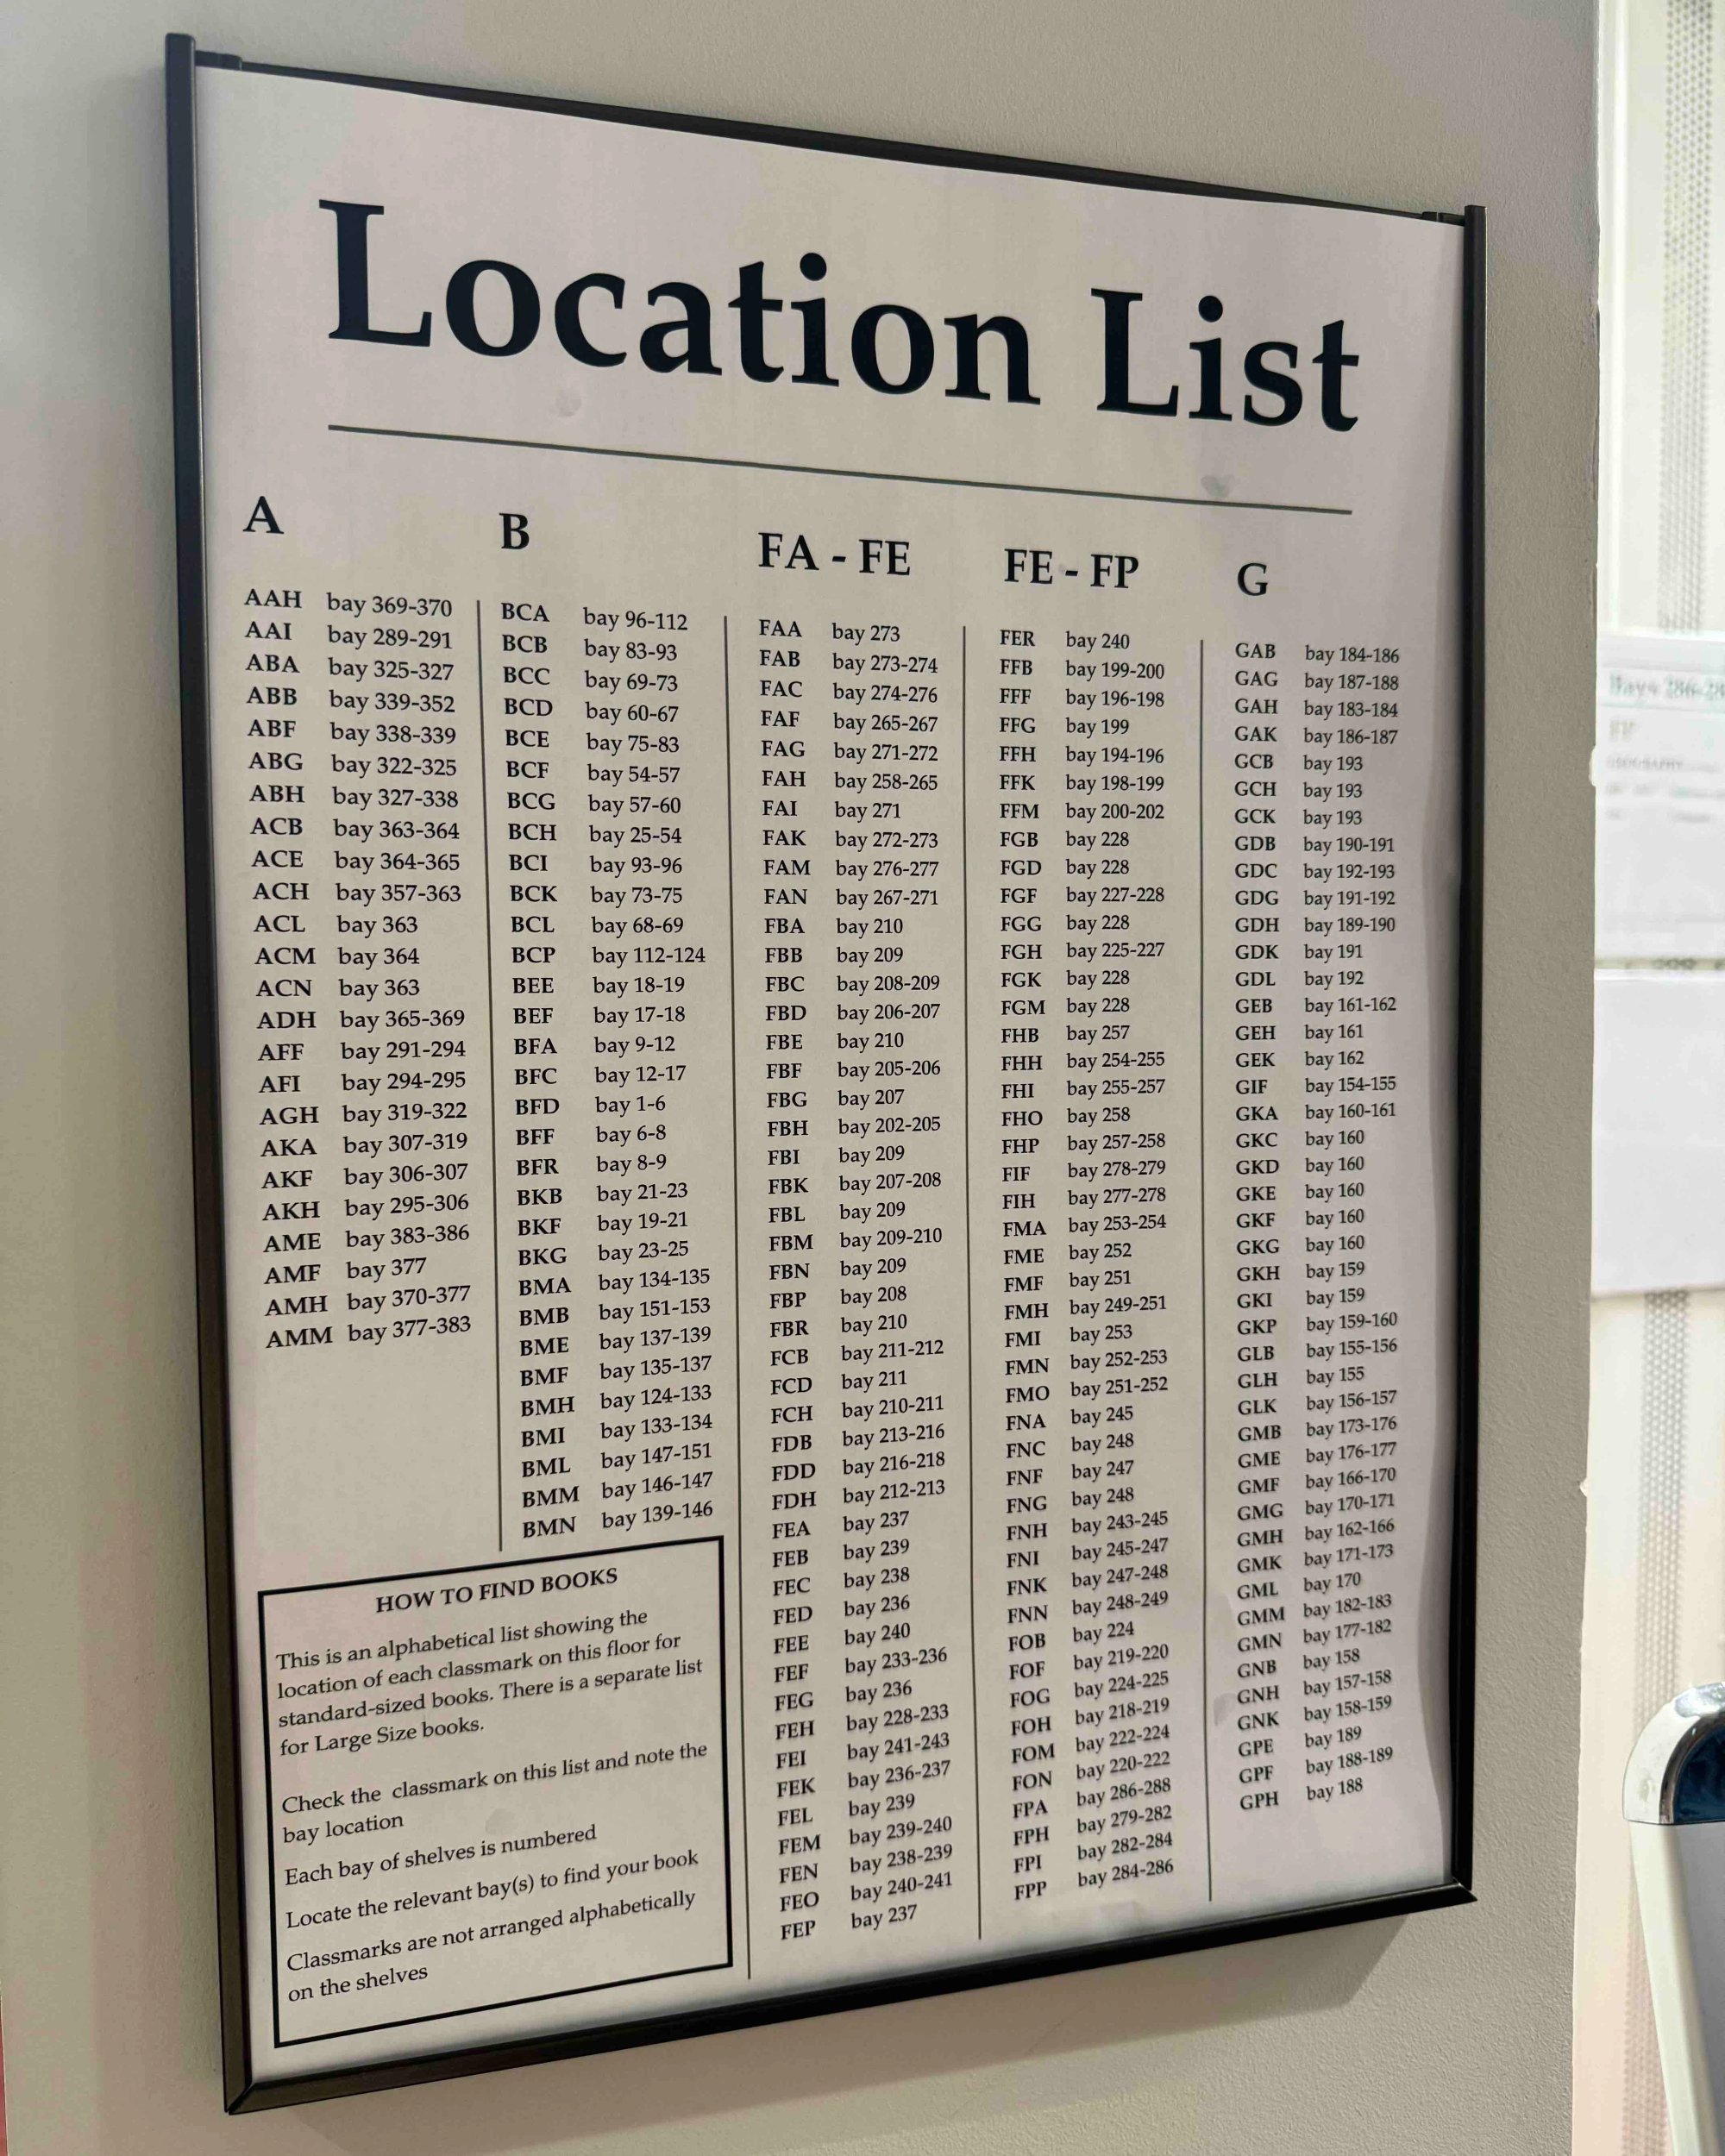 Location List
A
AAH bay 369-370
AAI bay 289-291
ABA bay 325-327
ABB bay 339-352
ABF bay 338-339
ABG bay 322-325
ABH bay 327-338
ACB bay 363-364
ACE bay 364-365
ACH bay 357-363
ACL bay 363
ACM bay 364
ACN bay 363
ADH bay 365-369
AFF bay 291-294
AFI bay 294-295
AGH bay 319-322
AKA bay 307-319
AKF bay 306-307
AKH bay 295-306
AME bay 383-386
AMF bay 377
AMH bay 370-377
AMM bay 377-383
B
BCA bay 96-112
BCB bay 83-93
BCC bay 69-73
BCD bay 60-67
BCE bay 75-83
BCF bay 54-57
BCG bay 57-60
BCH bay 25-54
BCI bay 93-96
BCK bay 73-75
BCL bay 68-69
BCP bay 112-124
BEE bay 18-19
BEF bay 17-18
BFA bay 9-12
BFC bay 12-17
BFD bay 1-6
BFF bay 6-8
BFR bay 8-9
BKB bay 21-23
BKF bay 19-21
BKG bay 23-25
BMA bay 134-135
BMB bay 151-153
BME bay 137-139
BMF bay 135-137
BMH bay 124-133
BMI bay 133-134
BML bay 147-151
BMM bay 146-147
BMN bay 139-146
HOW TO FIND BOOKS
This is an alphabetical list showing the
location of each classmark on this floor for
standard-sized books. There is a separate list
for Large Size books.
Check the classmark on this list and note the
bay location
Each bay of shelves is numbered
Locate the relevant bay(s) to find your book
Classmarks are not arranged alphabetically
on the shelves
FA - FE
FAA bay 273
FAB bay 273-274
FAC bay 274-276
FAF bay 265-267
FAG bay 271-272
FAH bay 258-265
FAI bay 271
FAK bay 272-273
FAM bay 276-277
FAN bay 267-271
FBA bay 210
FBB bay 209
FBC bay 208-209
FBD bay 206-207
FBE bay 210
FBF bay 205-206
FBG bay 207
FBH bay 202-205
FBI bay 209
FBK bay 207-208
FBL bay 209
FBM bay 209-210
FBN bay 209
FBP bay 208
FBR bay 210
FCB bay 211-212
FCD bay 211
FCH bay 210-211
FDB bay 213-216
FDD bay 216-218
FDH bay 212-213
FEA bay 237
FEB bay 239
FEC bay 238
FED bay 236
FEE bay 240
FEF bay 233-236
FEG bay 236
FEH bay 228-233
FEI bay 241-243
FEK bay 236-237
FEL bay 239
FEM bay 239-240
FEN bay 238-239
FEO bay 240-241
FEP bay 237
FE - FP
FER bay 240
FFB bay 199-200
FFF bay 196-198
FFG bay 199
FFH bay 194-196
FFK bay 198-199
FFM bay 200-202
FGB bay 228
FGD bay 228
FGF bay 227-228
FGG bay 228
FGH bay 225-227
FGK bay 228
FGM bay 228
FHB bay 257
FHH bay 254-255
FHI bay 255-257
FHO bay 258
FHP bay 257-258
FIF bay 278-279
FIH bay 277-278
FMA bay 253-254
FME bay 252
FMF bay 251
FMH bay 249-251
FMI bay 253
FMN bay 252-253
FMO bay 251-252
FNA bay 245
FNC bay 248
FNF bay 247
FNG bay 248
FNH bay 243-245
FNI bay 245-247
FNK bay 247-248
FNN bay 248-249
FOB bay 224
FOF bay 219-220
FOG bay 224-225
FOH bay 218-219
FOM bay 222-224
FON bay 220-222
FPA bay 286-288
FPH bay 279-282
FPI bay 282-284
FPP bay 284-286
G
GAB bay 184-186
GAG bay 187-188
GAH bay 183-184
GAK bay 186-187
GCB bay 193
GCH bay 193
GCK bay 193
GDB bay 190-191
GDC bay 192-193
GDG bay 191-192
GDH bay 189-190
GDK bay 191
GDL bay 192
GEB bay 161-162
GEH bay 161
GEK bay 162
GIF bay 154-155
GKA bay 160-161
GKC bay 160
GKD bay 160
GKE bay 160
GKF bay 160
GKG bay 160
GKH bay 159
GKI bay 159
GKP bay 159-160
GLB bay 155-156
GLH bay 155
GLK bay 156-157
GMB bay 173-176
GME bay 176-177
GMF bay 166-170
GMG bay 170-171
GMH bay 162-166
GMK bay 171-173
GML bay 170
GMM bay 182-183
GMN bay 177-182
GNB bay 158
GNH bay 157-158
GNK bay 158-159
GPE bay 189
GPF bay 188-189
GPH bay 188